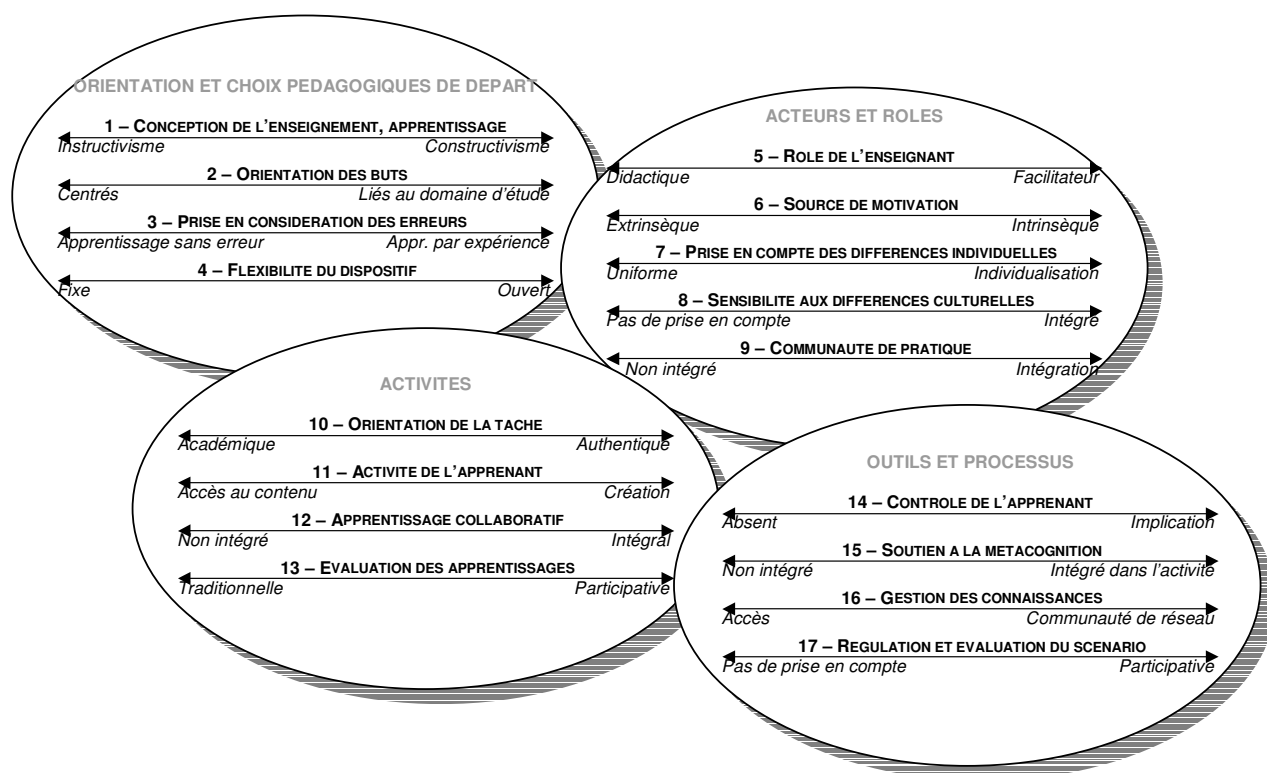 ORIENTATION ET CHOIX PEDAGOGIQUES DE DEPART
1 – CONCEPTION DE L'ENSEIGNEMENT, APPRENTISSAGE
Instructivisme Constructivisme
2 – ORIENTATION DES BUTS
Centrés Liés au domaine d'étude
3 – PRISE EN CONSIDERATION DES ERREURS
Apprentissage sans erreur Appr. par expérience
4 – FLEXIBILITE DU DISPOSITIF
Fixe Ouvert
ACTEURS ET ROLES
5 – ROLE DE L'ENSEIGNANT
Didactique Facilitateur
6 – SOURCE DE MOTIVATION
Extrinsèque Intrinsèque
7 – PRISE EN COMPTE DES DIFFERENCES INDIVIDUELLES
Uniforme Individualisation
8 – SENSIBILITE AUX DIFFERENCES CULTURELLES
Pas de prise en compte Intégré
9 – COMMUNAUTE DE PRATIQUE
Non intégré Intégration
ACTIVITES
10 – ORIENTATION DE LA TACHE
Académique Authentique
11 – ACTIVITE DE L'APPRENANT
Accès au contenu Création
12 – APPRENTISSAGE COLLABORATIF
Non intégré Intégral
13 – EVALUATION DES APPRENTISSAGES
Traditionnelle Participative
OUTILS ET PROCESSUS
14 – CONTROLE DE L'APPRENANT
Absent Implication
15 – SOUTIEN A LA METACOGNITION
Non intégré Intégré dans l'activité
16 – GESTION DES CONNAISSANCES
Accès Communauté de réseau
17 – REGULATION ET EVALUATION DU SCENARIO
Pas de prise en compte Participative